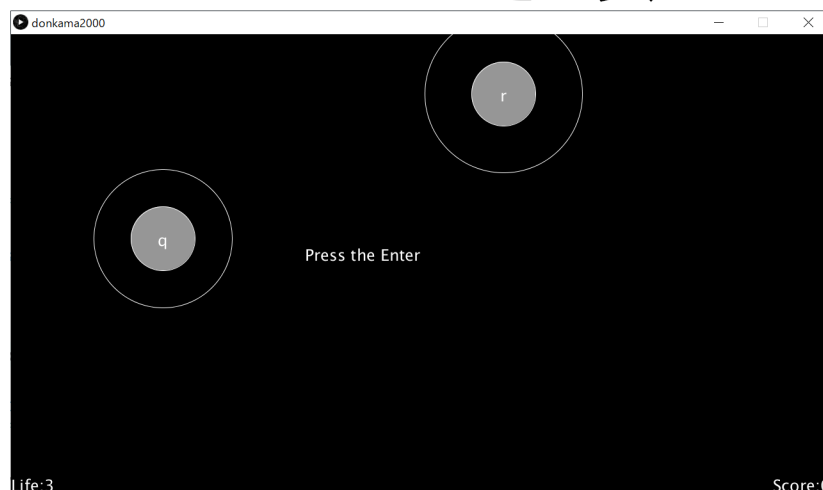 donkama2000
r
q
Press the Enter
Life:3
Score: